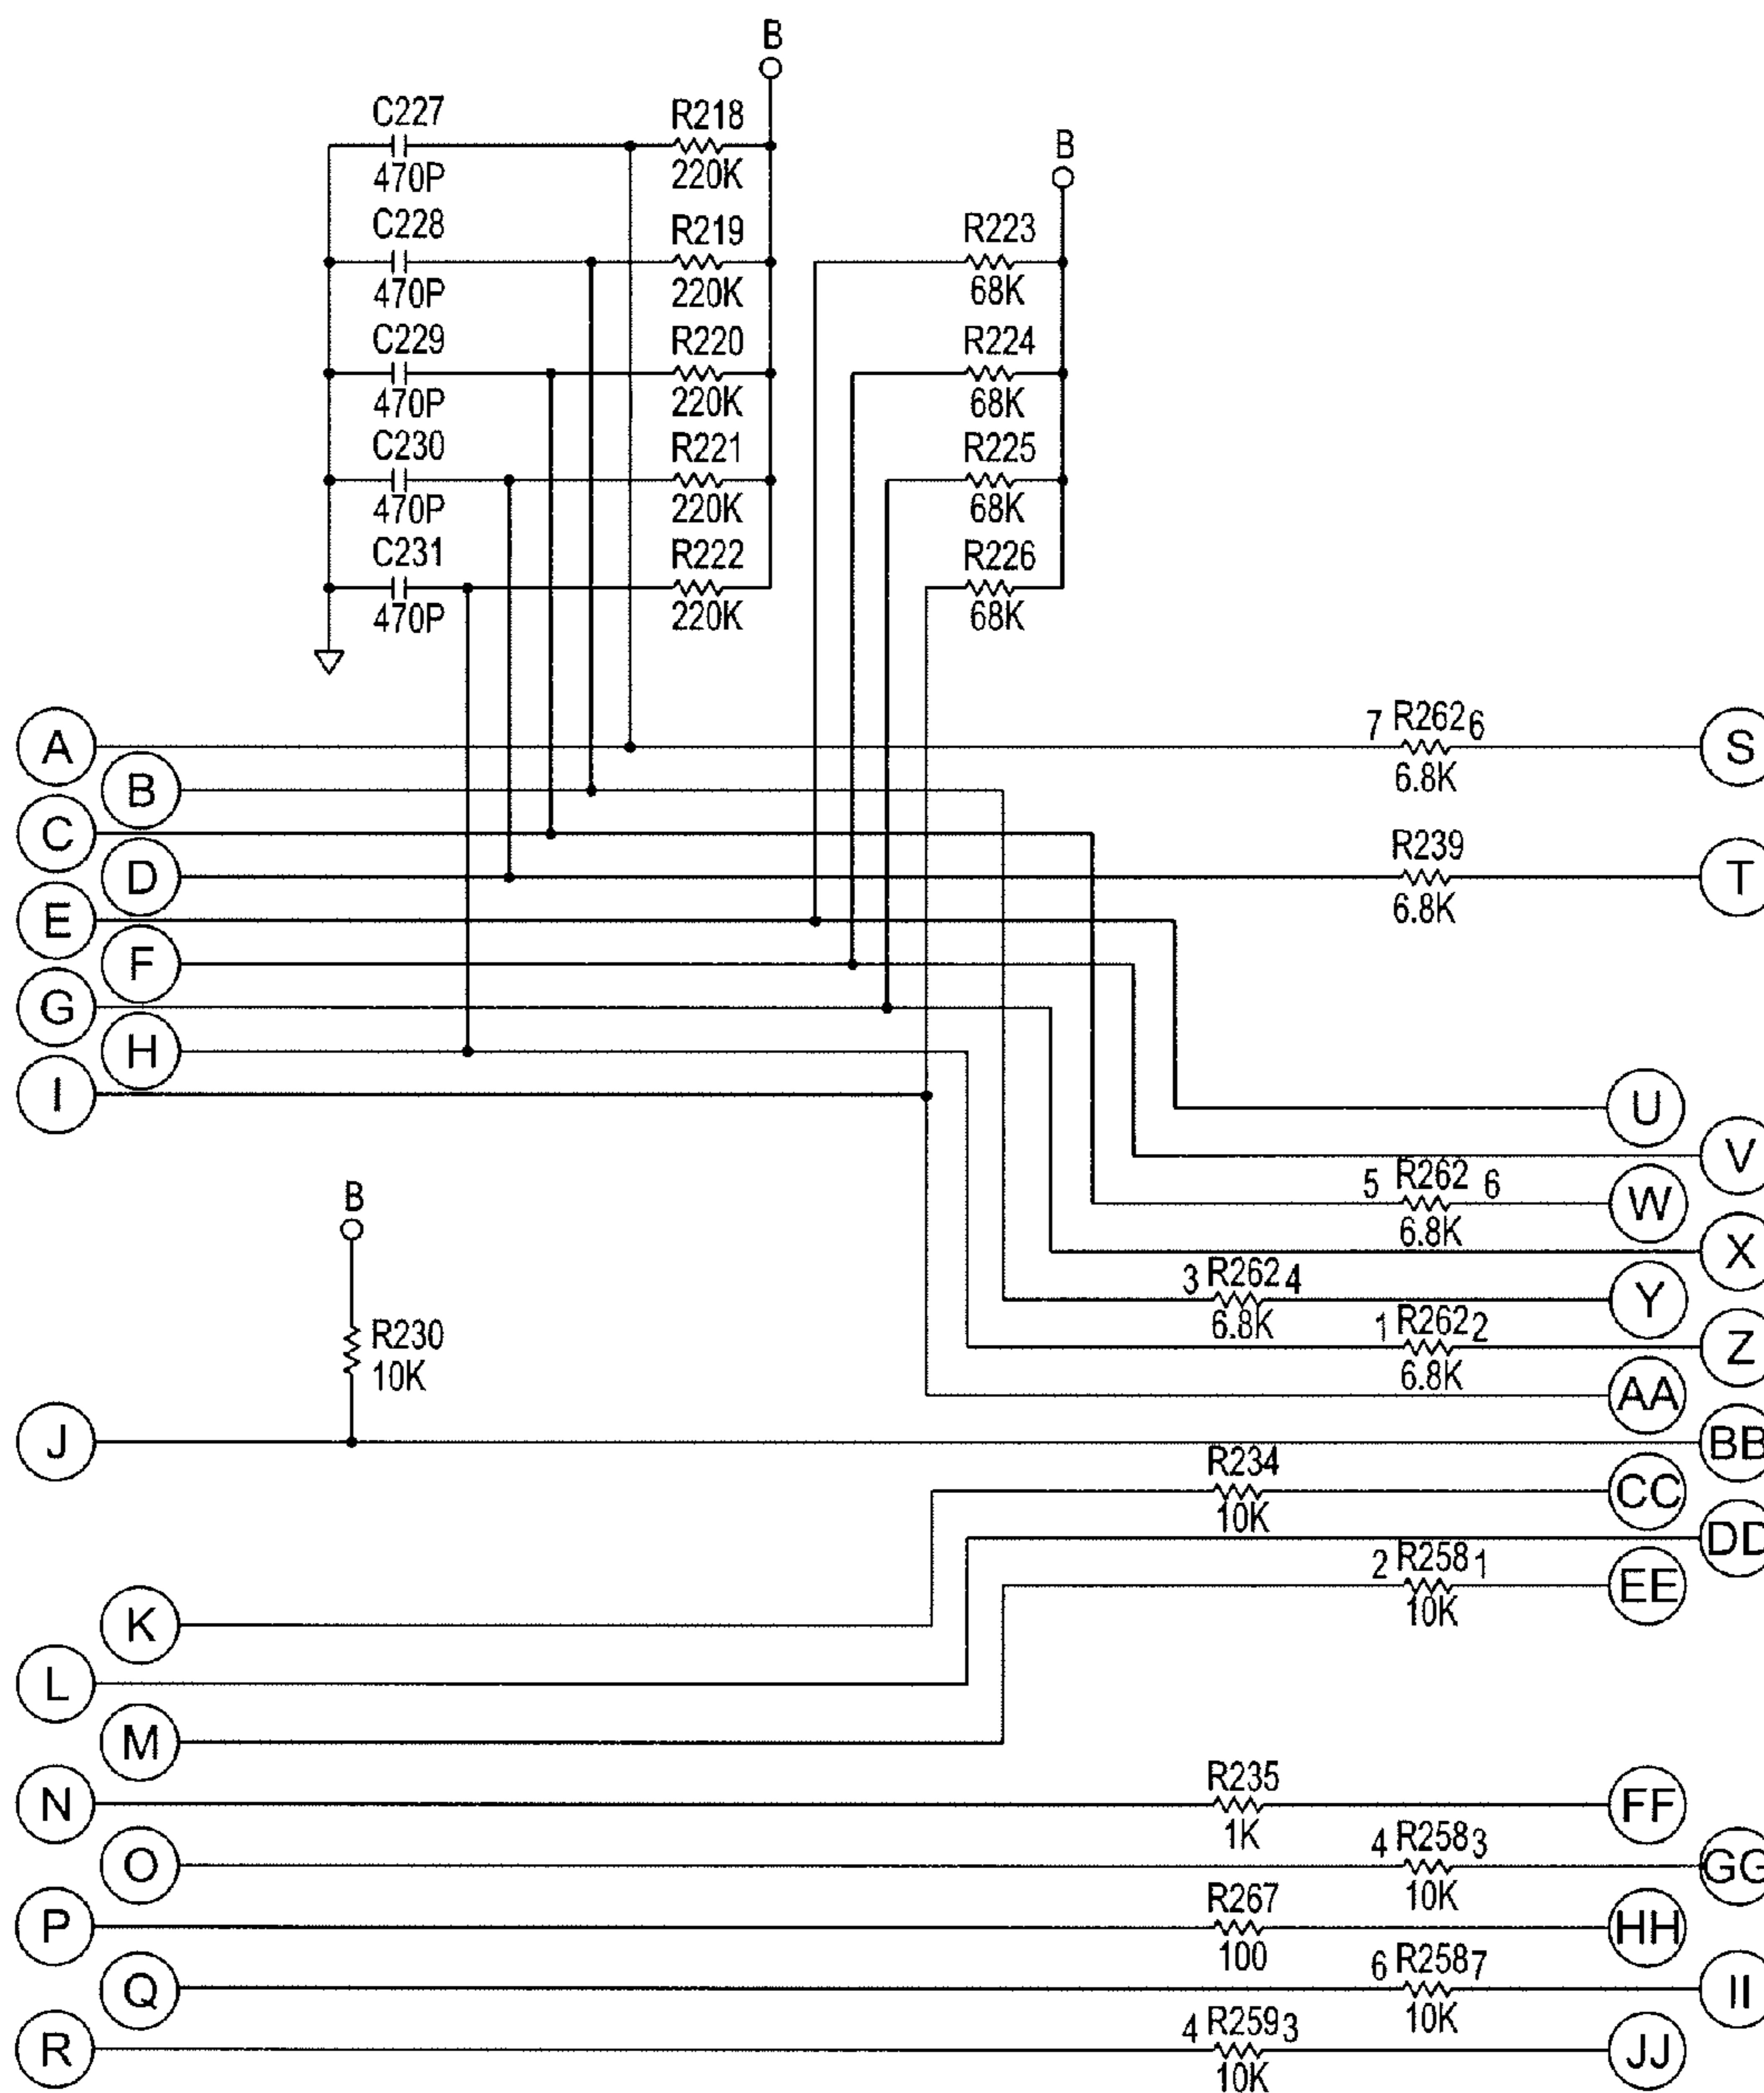 B
C227
R218
470P
220K
B
C228
R219
R223
470P
220K
68K
C229
R220
R224
470P
220K
68K
C230
R221
R225
470P
220K
68K
C231
R222
R226
470P
220K
68K
A
7 R262 6
6.8K
S
B
C
D
R239
6.8K
T
E
F
G
H
I
U
V
B
5 R262 6
6.8K
W
X
3 R262 4
6.8K
Y
R230
10K
1 R262 2
6.8K
Z
AA
J
BB
R234
10K
CC
DD
2 R258 1
10K
EE
K
L
M
N
R235
1K
FF
O
4 R258 3
10K
GG
P
R267
100
HH
Q
6 R258 7
10K
II
R
4 R259 3
10K
JJ